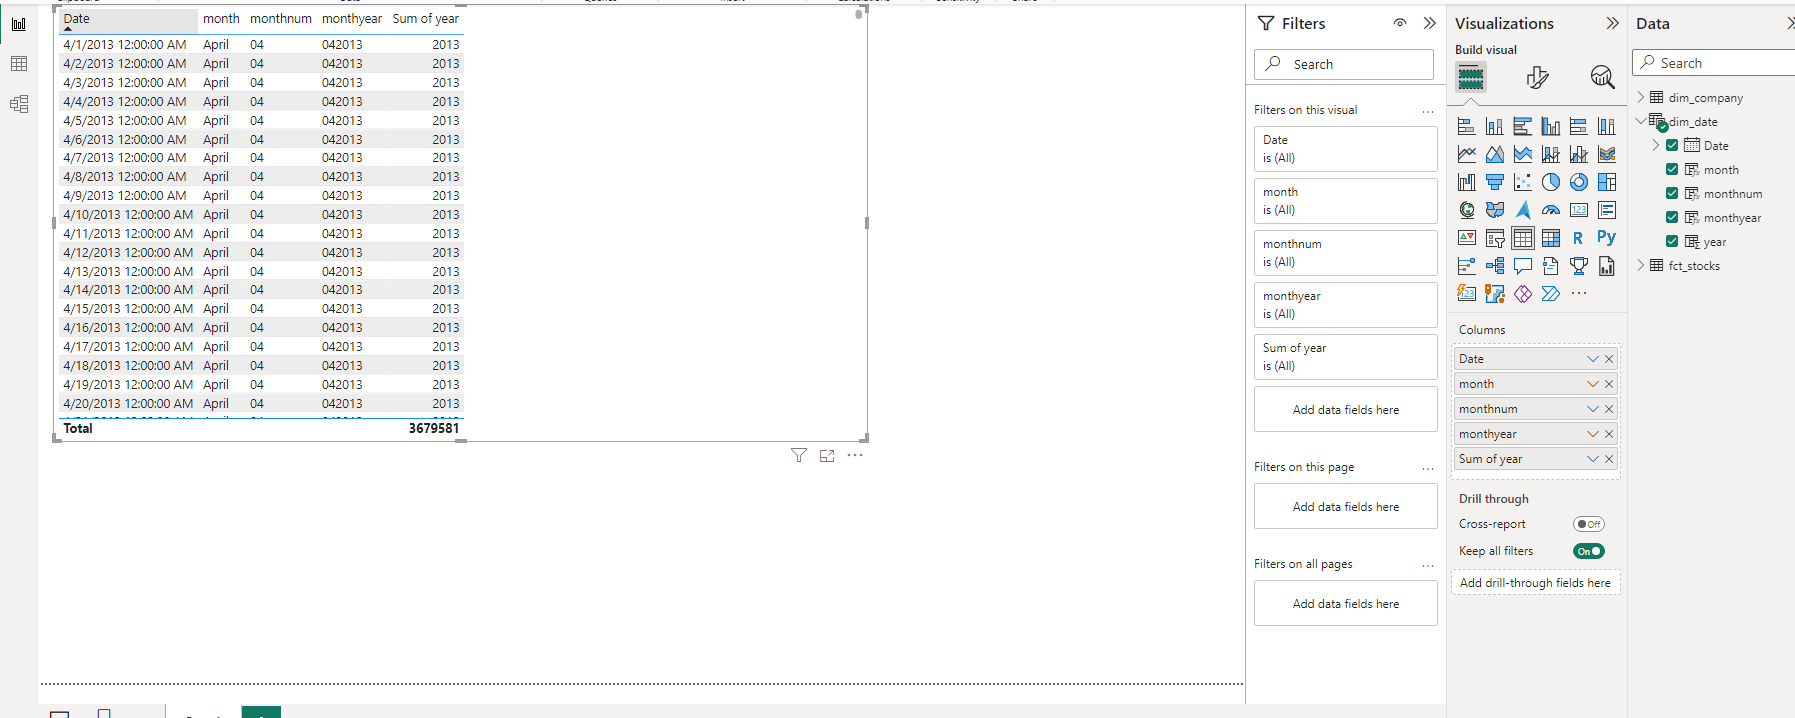 Date month monthnum monthyear Sum of year
4/1/2013 12:00:00 AM April 04 042013 2013
4/2/2013 12:00:00 AM April 04 042013 2013
4/3/2013 12:00:00 AM April 04 042013 2013
4/4/2013 12:00:00 AM April 04 042013 2013
4/5/2013 12:00:00 AM April 04 042013 2013
4/6/2013 12:00:00 AM April 04 042013 2013
4/7/2013 12:00:00 AM April 04 042013 2013
4/8/2013 12:00:00 AM April 04 042013 2013
4/9/2013 12:00:00 AM April 04 042013 2013
4/10/2013 12:00:00 AM April 04 042013 2013
4/11/2013 12:00:00 AM April 04 042013 2013
4/12/2013 12:00:00 AM April 04 042013 2013
4/13/2013 12:00:00 AM April 04 042013 2013
4/14/2013 12:00:00 AM April 04 042013 2013
4/15/2013 12:00:00 AM April 04 042013 2013
4/16/2013 12:00:00 AM April 04 042013 2013
4/17/2013 12:00:00 AM April 04 042013 2013
4/18/2013 12:00:00 AM April 04 042013 2013
4/19/2013 12:00:00 AM April 04 042013 2013
4/20/2013 12:00:00 AM April 04 042013 2013
Total 3679581
Filters
Search
Filters on this visual
Date
is (All)
month
is (All)
monthnum
is (All)
monthyear
is (All)
Sum of year
is (All)
Add data fields here
Filters on this page
Add data fields here
Filters on all pages
Add data fields here
Visualizations
Build visual
123
R
Py
123
Columns
Date
month
monthnum
monthyear
Sum of year
Drill through
Cross-report
Off
Keep all filters
On
Add drill-through fields here
Data
Search
dim_company
dim_date
Date
month
monthnum
monthyear
year
fct_stocks